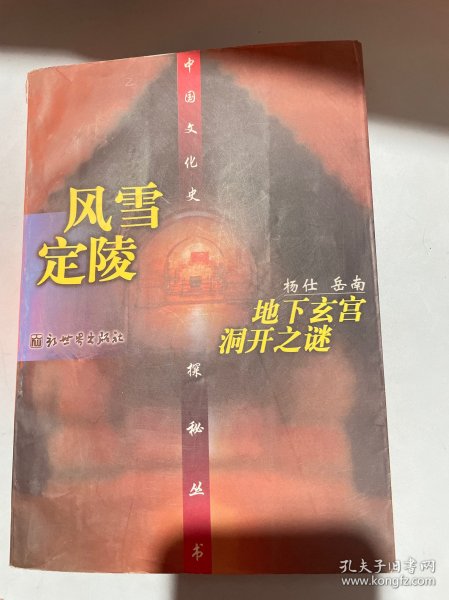 中国文化史
风雪
定陵
杨仕 岳南
地下玄宫
洞开之谜
新世界出版社
探秘丛书
孔夫子旧书网
www.kongfz.com